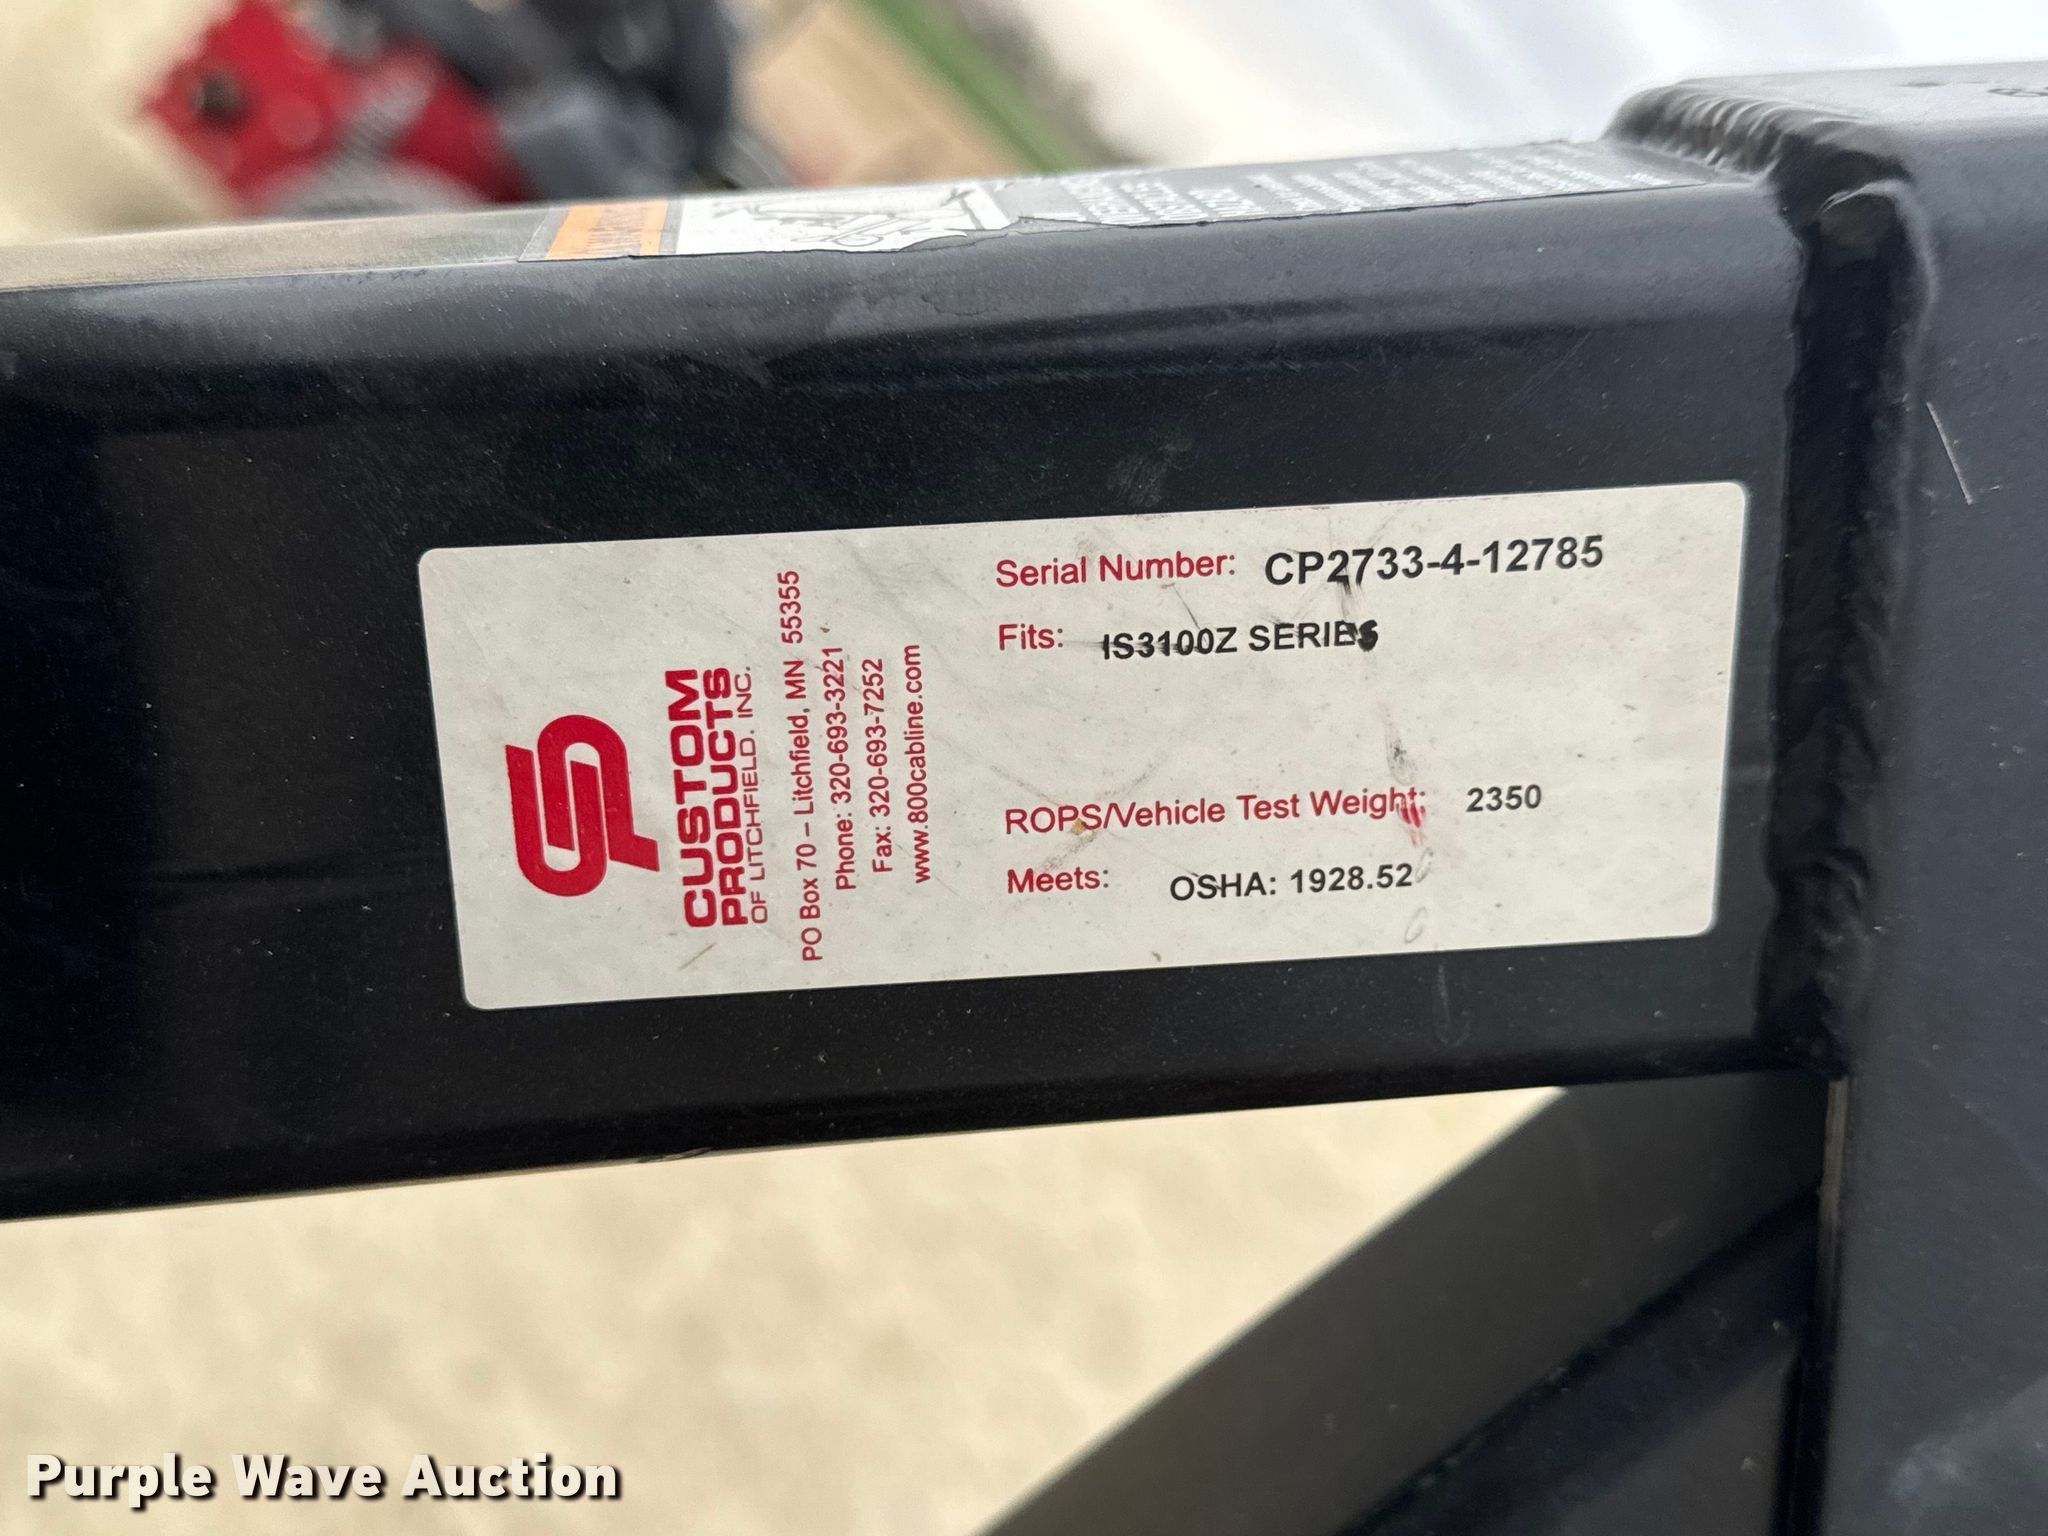 CP
CUSTOM
PRODUCTS
OF LITCHFIELD, INC.
PO Box 70 – Litchfield, MN 55355
Phone: 320-693-3221
Fax: 320-693-7252
www.800cabline.com
Serial Number: CP2733-4-12785
Fits: IS3100Z SERIES
ROPS/Vehicle Test Weight: 2350
Meets: OSHA: 1928.52
Purple Wave Auction